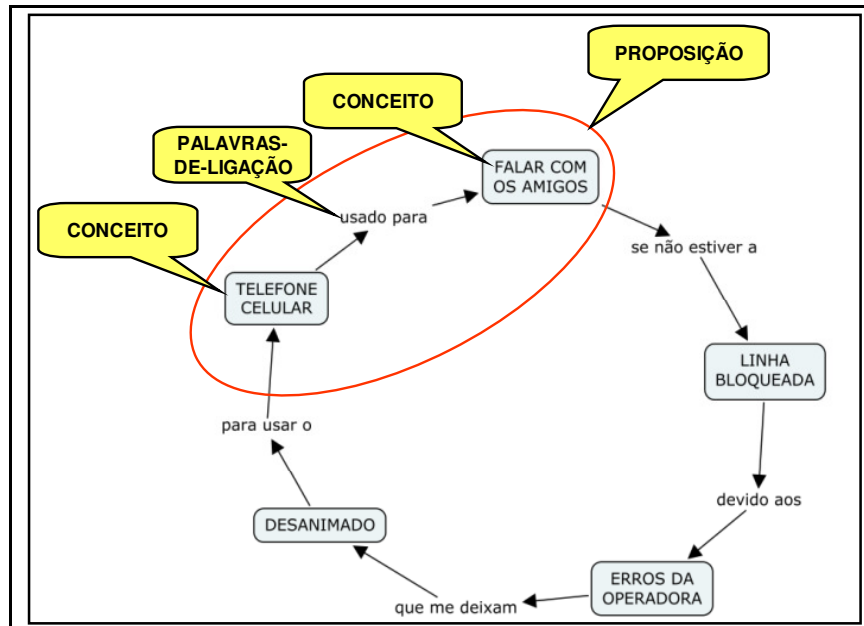 PROPOSIÇÃO
CONCEITO
PALAVRAS-
DE-LIGAÇÃO
FALAR COM
OS AMIGOS
usado para
CONCEITO
se não estiver a
TELEFONE
CELULAR
LINHA
BLOQUEADA
para usar o
devido aos
DESANIMADO
ERROS DA
OPERADORA
que me deixam